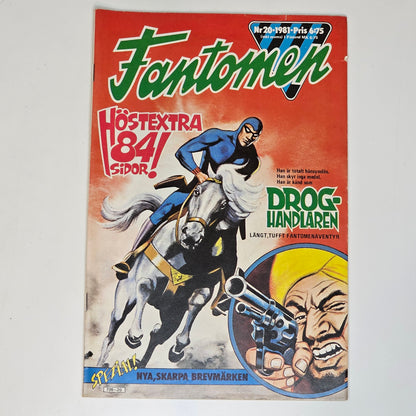 Nr 20 • 1981 • Pris 6:75
Fantomen
HÖSTEXTRA
84
SIDOR!
Han är totalt hänsynslös.
Han skyr inga medel.
Han är känd som
DROG-
HANDLAREN
LÅNGT, TUFFT FANTOMENÄVENTYR
SPECIELLT
NYA, SKARPA BREVMÄRKEN